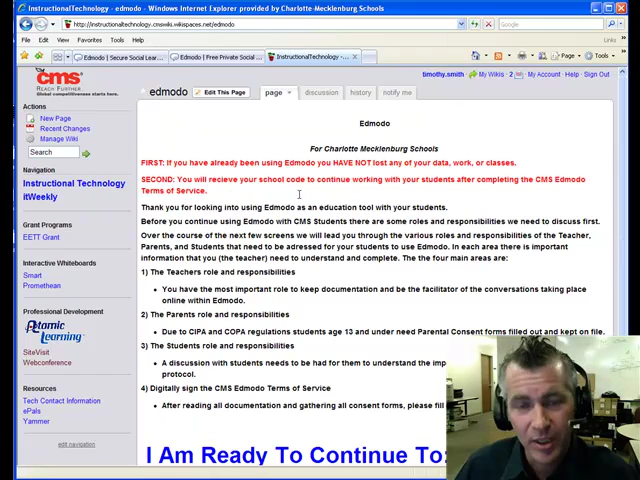 edmodo - Windows Internet Explorer provided by Charlotte-Mecklenburg Schools
http://instructionaltechnology.cmswiki.wikispaces.net/edmodo
Google
File Edit View Favorites Tools Help
Edmodo | Secure Social Lear...
Edmodo | Free Private Social ...
InstructionalTechnology - ...
Page
Tools
cms
REACH FURTHER.
Global competitiveness starts here.
timothy.smith
My Wikis
2
My Account
Help
Sign Out
edmodo
Edit This Page
page
discussion
history
notify me
Actions
New Page
Recent Changes
Manage Wiki
Search
Navigation
Instructional Technology
itWeekly
Grant Programs
EETT Grant
Interactive Whiteboards
Smart
Promethean
Professional Development
Atomic
Learning
SiteVisit
Webconference
Resources
Tech Contact Information
ePals
Yammer
edit navigation
Edmodo
For Charlotte Mecklenburg Schools
FIRST: If you have already been using Edmodo you HAVE NOT lost any of your data, work, or classes.
SECOND: You will recieve your school code to continue working with your students after completing the CMS Edmodo
Terms of Service.
Thank you for looking into using Edmodo as an education tool with your students.
Before you continue using Edmodo with CMS Students there are some roles and responsibilities we need to discuss first.
Over the course of the next few screens we will lead you through the various roles and responsibilities of the Teacher,
Parents, and Students that need to be adressed for your students to use Edmodo. In each area there is important
information that you (the teacher) need to understand and complete. The the four main areas are:
1) The Teachers role and responsibilities
You have the most important role to keep documentation and be the facilitator of the conversations taking place
online within Edmodo.
2) The Parents role and responsibilities
Due to CIPA and COPA regulations students age 13 and under need Parental Consent forms filled out and kept on file.
3) The Students role and responsibilities
A discussion with students needs to be had for them to understand the
protocol.
4) Digitally sign the CMS Edmodo Terms of Service
After reading all documentation and gathering all consent forms, please fill
I Am Ready To Continue To: